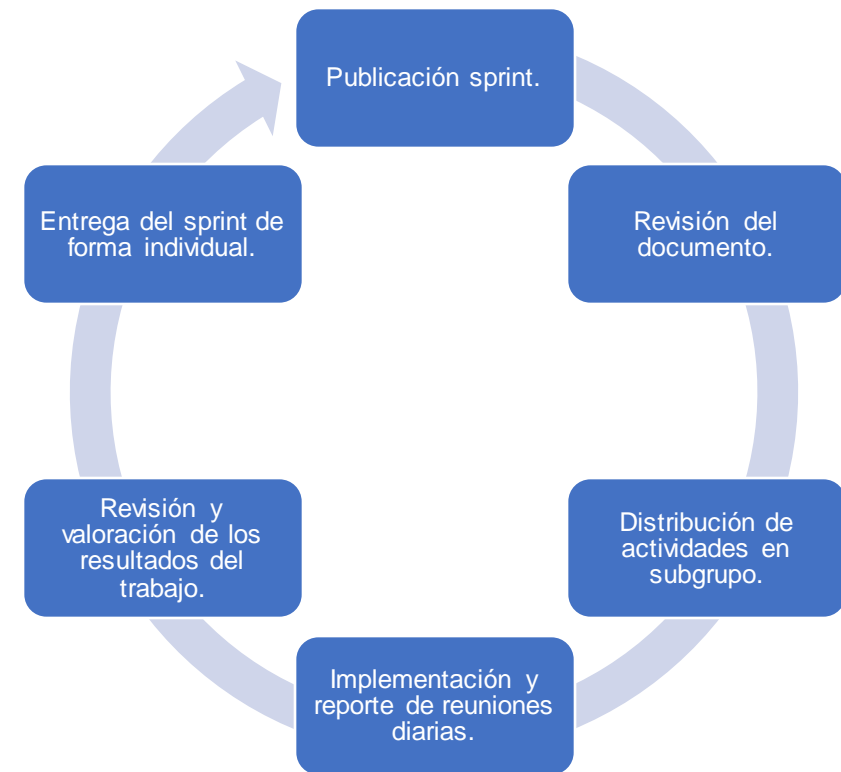 Publicación sprint.
Revisión del
documento.
Distribución de
actividades en
subgrupo.
Implementación y
reporte de reuniones
diarias.
Revisión y
valoración de los
resultados del
trabajo.
Entrega del sprint de
forma individual.